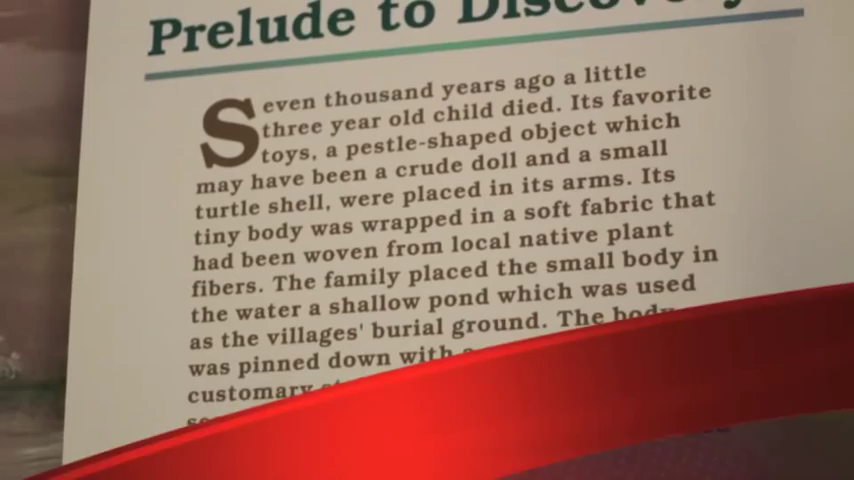 Prelude to Discovery
Seven thousand years ago a little
three year old child died. Its favorite
toys, a pestle-shaped object which
may have been a crude doll and a small
turtle shell, were placed in its arms. Its
tiny body was wrapped in a soft fabric that
had been woven from local native plant
fibers. The family placed the small body in
the water a shallow pond which was used
as the villages' burial ground. The body
was pinned down with
customary